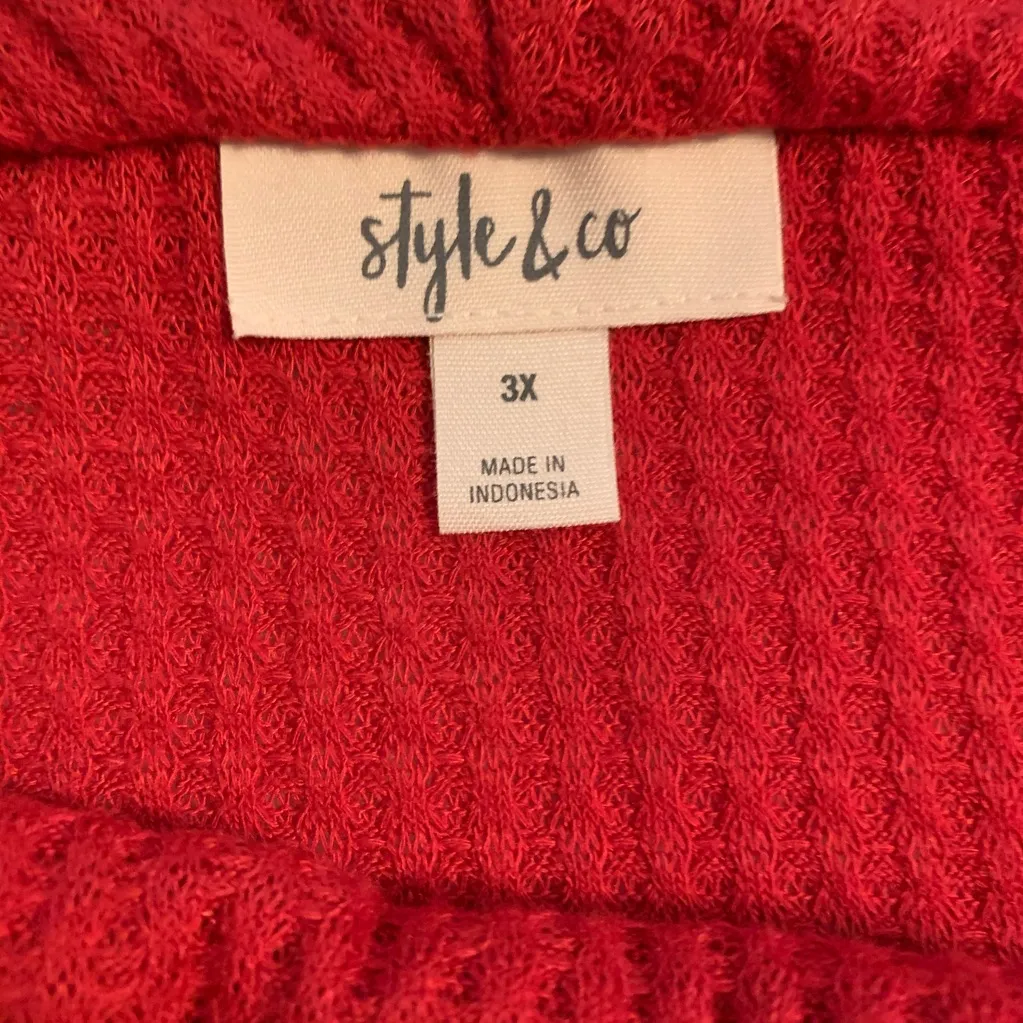 style & co
3X
MADE IN
INDONESIA